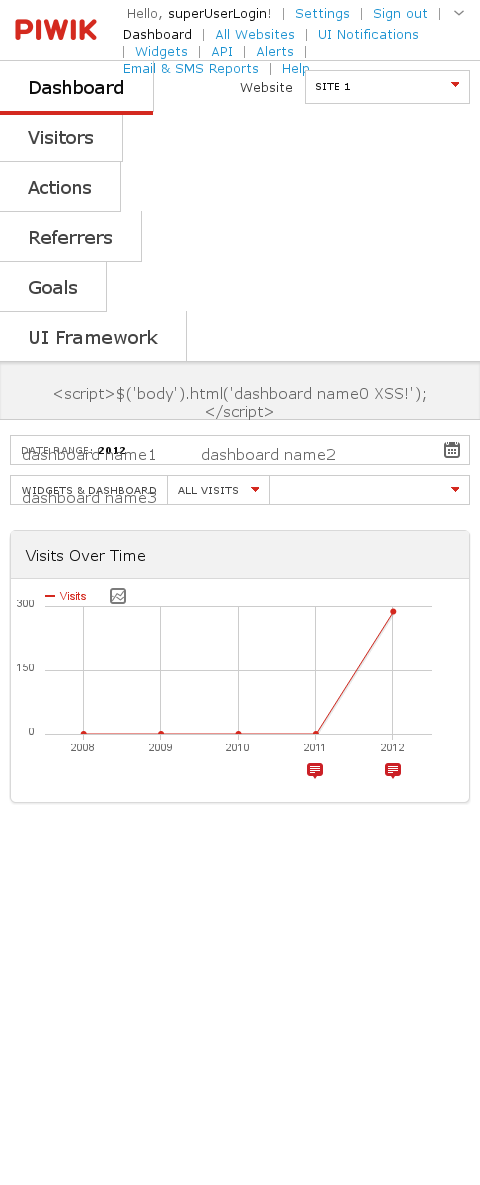 PIWIK
Hello, superUserLogin! | Settings | Sign out |
Dashboard | All Websites | UI Notifications
| Widgets | API | Alerts |
Email & SMS Reports | Help
Dashboard
Website SITE 1
Visitors
Actions
Referrers
Goals
UI Framework
<script>$('body').html('dashboard name0 XSS!');
</script>
DATE RANGE: 2012
dashboard name1 dashboard name2
WIDGETS & DASHBOARD ALL VISITS
dashboard name3
Visits Over Time
Visits
300
150
0
2008 2009 2010 2011 2012